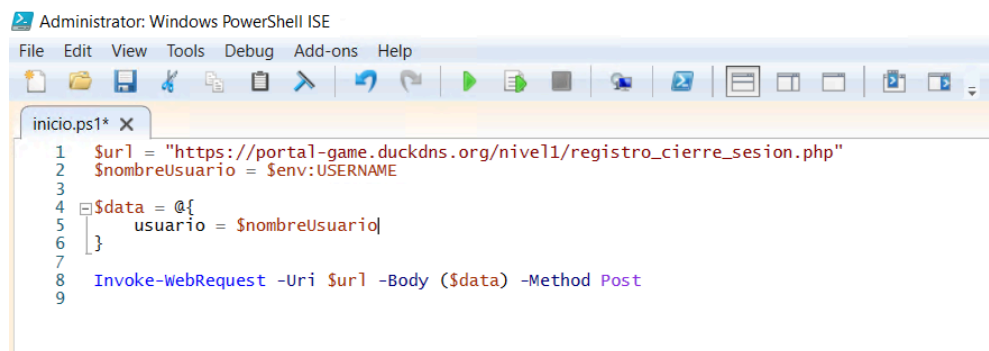 Administrator: Windows PowerShell ISE
File Edit View Tools Debug Add-ons Help
inicio.ps1* X
1 $url = "https://portal-game.duckdns.org/nivel1/registro_cierre_sesion.php"
2 $nombreUsuario = $env:USERNAME
3
4 $data = @{
5 usuario = $nombreUsuario
6 }
7
8 Invoke-WebRequest -Uri $url -Body ($data) -Method Post
9